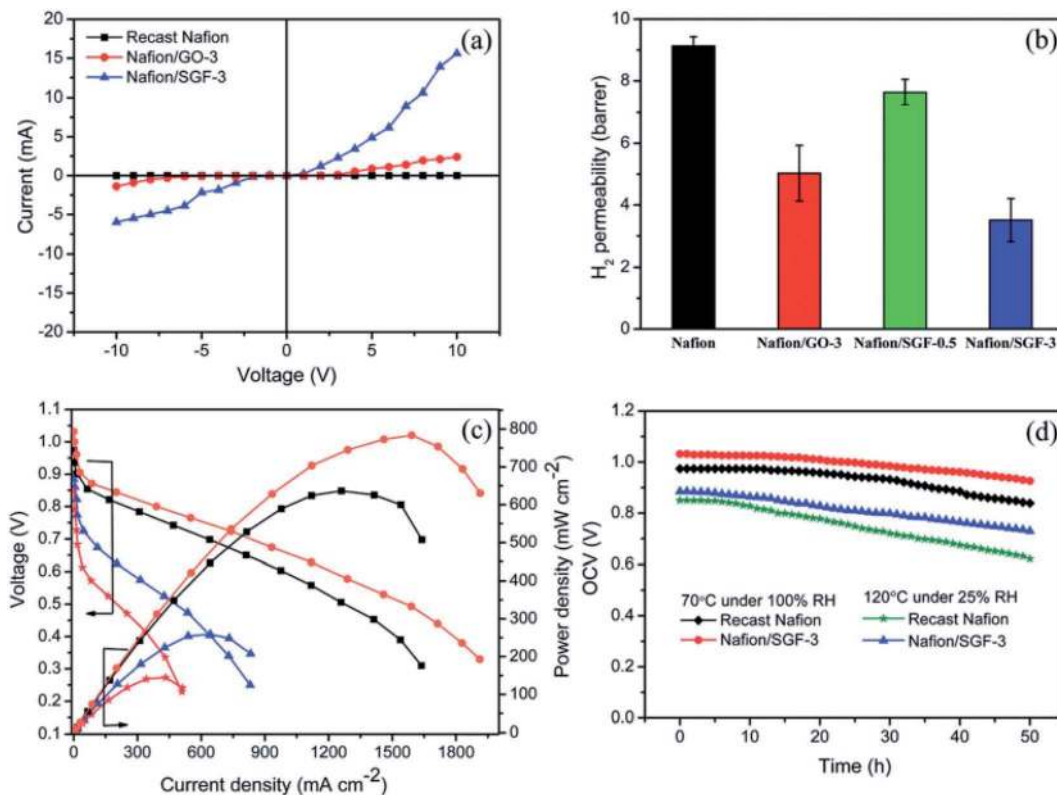 (a)
Recast Nafion
Nafion/GO-3
Nafion/SGF-3
Current (mA)
20
15
10
5
0
-5
-10
-15
-20
-10
-5
0
5
10
Voltage (V)
(b)
H2 permeability (barrer)
10
8
6
4
2
0
Nafion
Nafion/GO-3
Nafion/SGF-0.5
Nafion/SGF-3
(c)
Voltage (V)
1.1
1.0
0.9
0.8
0.7
0.6
0.5
0.4
0.3
0.2
0.1
0
300
600
900
1200
1500
1800
Current density (mA cm-2)
800
700
600
500
400
300
200
100
0
Power density (mW cm-2)
(d)
OCV (V)
1.2
1.0
0.8
0.6
0.4
0.2
0.0
70°C under 100% RH
Recast Nafion
Nafion/SGF-3
120°C under 25% RH
Recast Nafion
Nafion/SGF-3
0
10
20
30
40
50
Time (h)